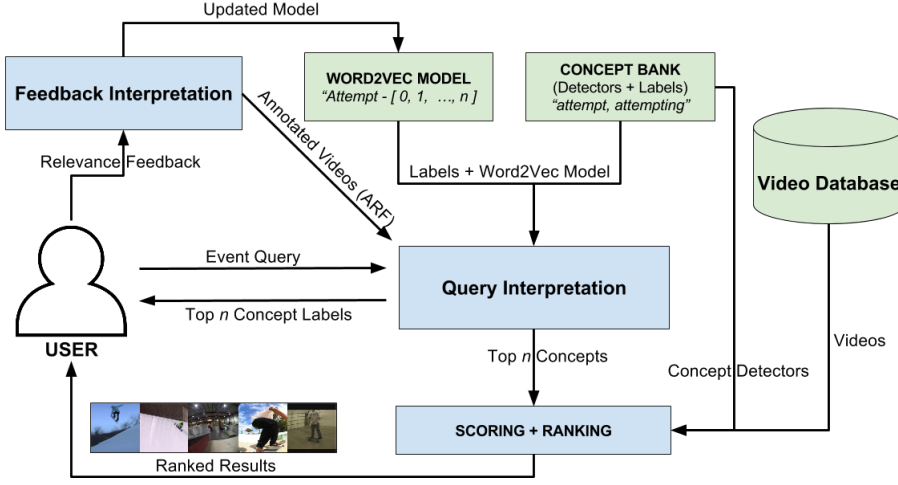 Updated Model
Feedback Interpretation
WORD2VEC MODEL
“Attempt - [ 0, 1, …, n ]
CONCEPT BANK
(Detectors + Labels)
“attempt, attempting”
Annotated Videos (ARF)
Relevance Feedback
Labels + Word2Vec Model
Video Database
Event Query
Query Interpretation
Top n Concept Labels
USER
Top n Concepts
Concept Detectors
Videos
SCORING + RANKING
Ranked Results